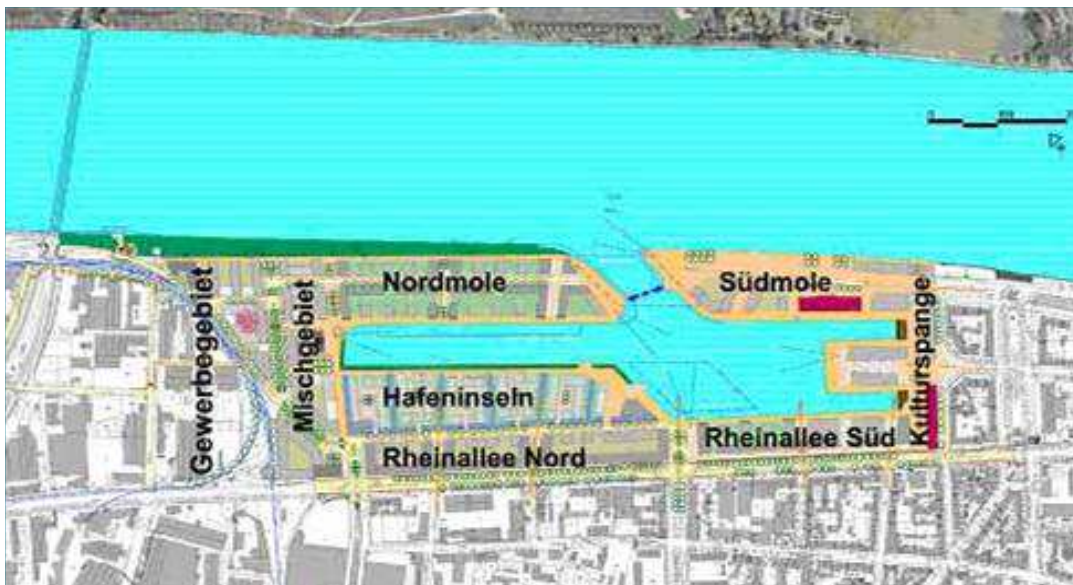 Nordmole
Südmole
Gewerbegebiet
Mischgebiet
Kulturspange
Hafeninseln
Rheinallee Süd
Rheinallee Nord